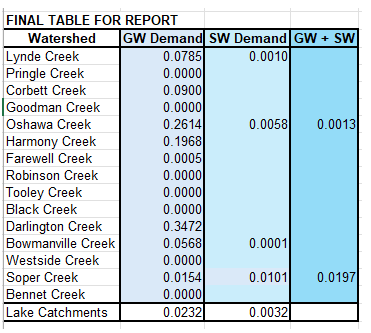 FINAL TABLE FOR REPORT
Watershed GW Demand SW Demand GW + SW
Lynde Creek 0.0785 0.0010
Pringle Creek 0.0000
Corbett Creek 0.0900
Goodman Creek 0.0000
Oshawa Creek 0.2614 0.0058 0.0013
Harmony Creek 0.1968
Farewell Creek 0.0005
Robinson Creek 0.0000
Tooley Creek 0.0000
Black Creek 0.0000
Darlington Creek 0.3472
Bowmanville Creek 0.0568 0.0001
Westside Creek 0.0000
Soper Creek 0.0154 0.0101 0.0197
Bennet Creek 0.0000
Lake Catchments 0.0232 0.0032